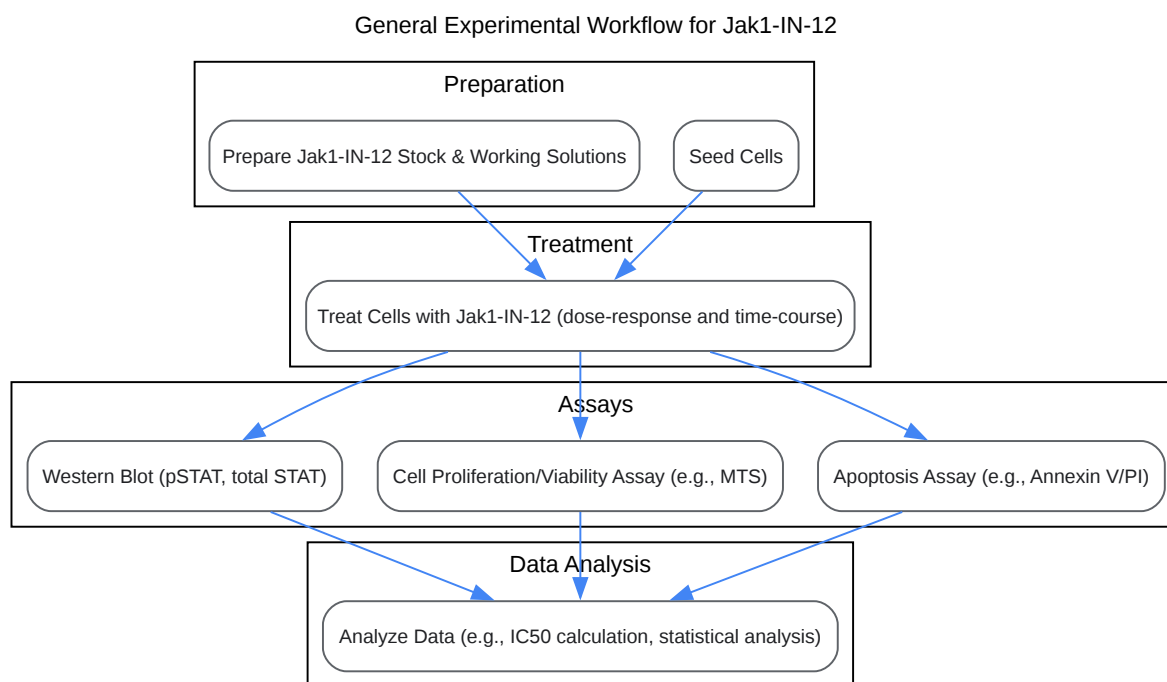 General Experimental Workflow for Jak1-IN-12
Preparation
Prepare Jak1-IN-12 Stock & Working Solutions
Seed Cells
Treatment
Treat Cells with Jak1-IN-12 (dose-response and time-course)
Assays
Western Blot (pSTAT, total STAT)
Cell Proliferation/Viability Assay (e.g., MTS)
Apoptosis Assay (e.g., Annexin V/PI)
Data Analysis
Analyze Data (e.g., IC50 calculation, statistical analysis)